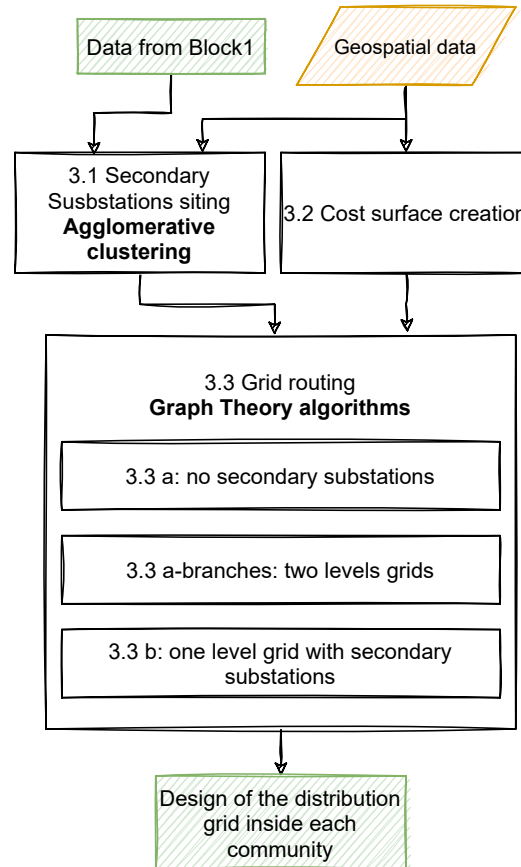 Data from Block1
Geospatial data
3.1 Secondary
Susbstations siting
Agglomerative
clustering
3.2 Cost surface creation
3.3 Grid routing
Graph Theory algorithms
3.3 a: no secondary substations
3.3 a-branches: two levels grids
3.3 b: one level grid with secondary
substations
Design of the distribution
grid inside each
community